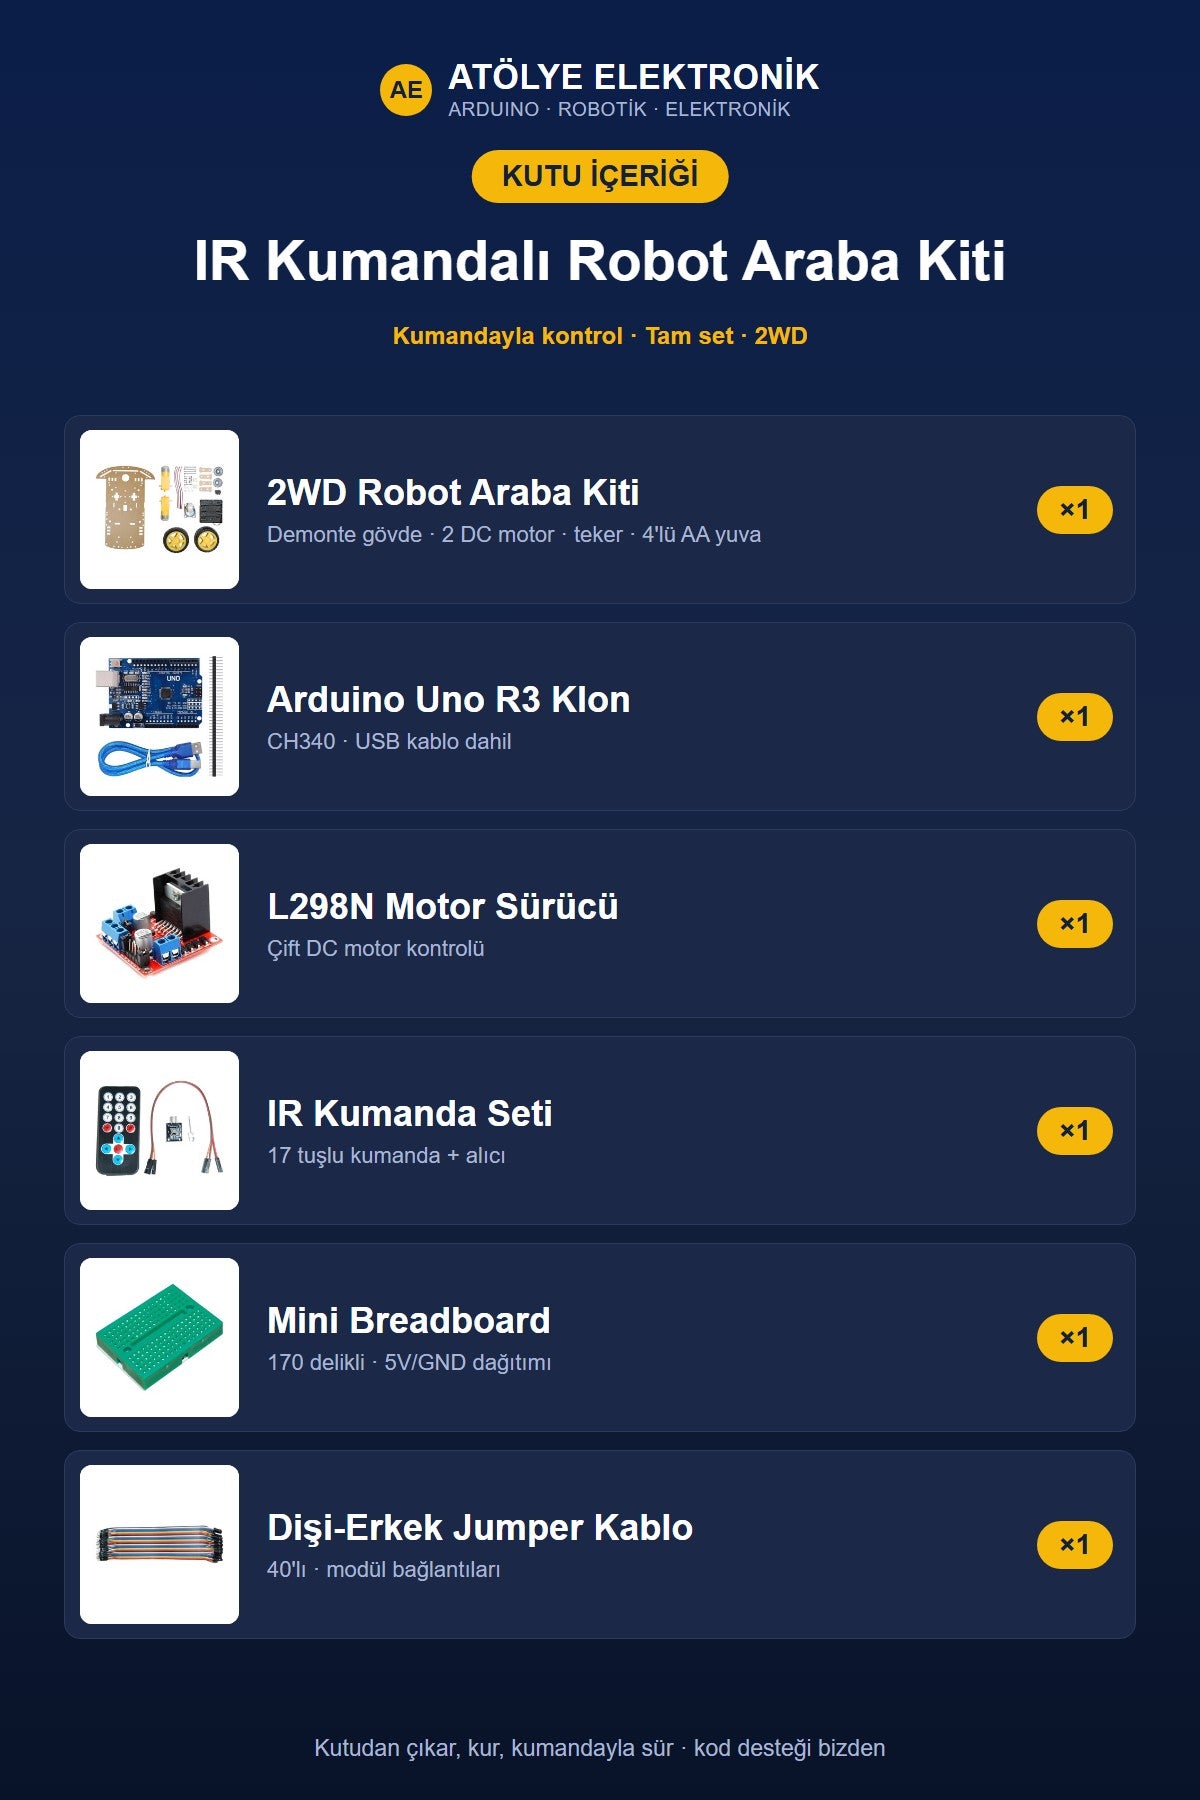 AE
ATÖLYE ELEKTRONİK
ARDUINO · ROBOTİK · ELEKTRONİK
KUTU İÇERİĞİ
IR Kumandalı Robot Araba Kiti
Kumandayla kontrol · Tam set · 2WD
2WD Robot Araba Kiti
Demonte gövde · 2 DC motor · teker · 4'lü AA yuva
×1
UNO
Arduino Uno R3 Klon
CH340 · USB kablo dahil
×1
L298N Motor Sürücü
Çift DC motor kontrolü
×1
IR Kumanda Seti
17 tuşlu kumanda + alıcı
×1
Mini Breadboard
170 delikli · 5V/GND dağıtımı
×1
Dişi-Erkek Jumper Kablo
40'lı · modül bağlantıları
×1
Kutudan çıkar, kur, kumandayla sür · kod desteği bizden